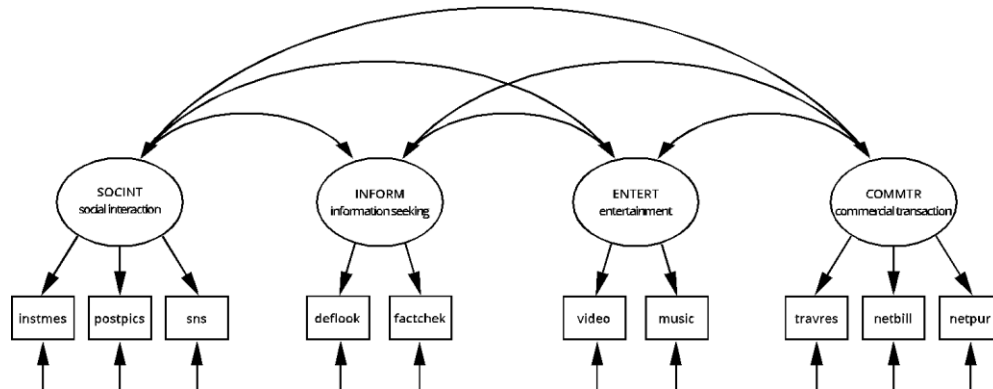 SOCINT
social interaction
INFORM
information seeking
ENTERT
entertainment
COMMTR
commercial transaction
instmes
postpics
sns
deflook
factchek
video
music
travres
netbill
netpur